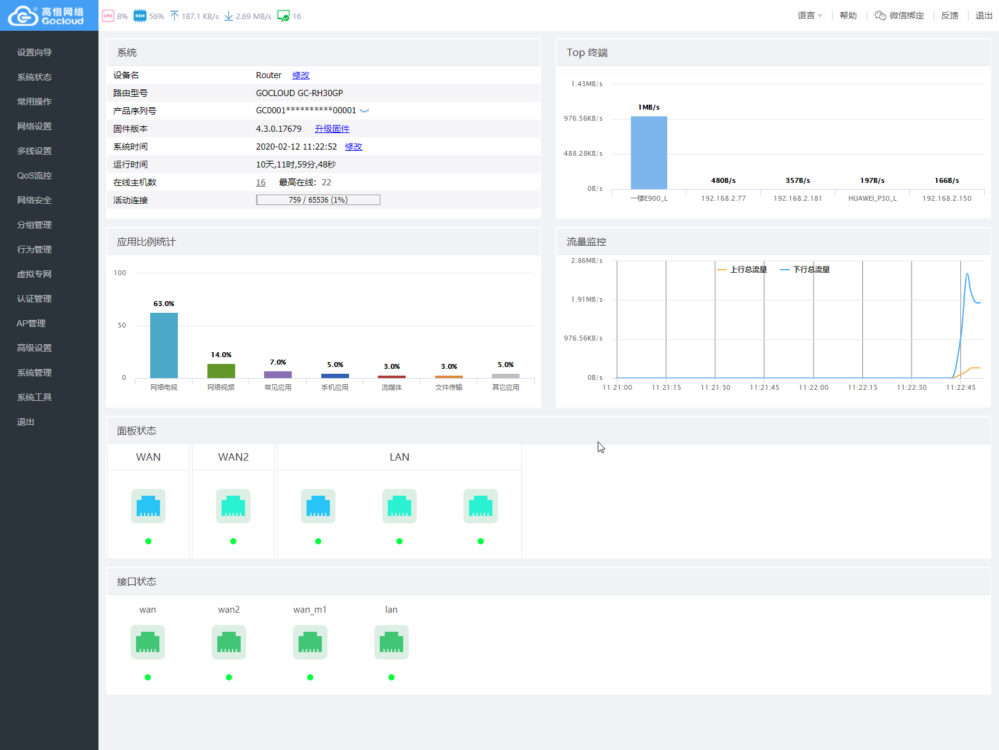 高恪网络
Gocloud
CPU 8% RAM 56% 187.1 KB/s 2.69 MB/s 16
语言 帮助 微信绑定 反馈 退出
设置向导
系统状态
常用操作
网络设置
多线设置
QoS流控
网络安全
分组管理
行为管理
虚拟专网
认证管理
AP管理
高级设置
系统管理
系统工具
退出
系统
设备名 Router 修改
路由型号 GOCLOUD GC-RH30GP
产品序列号 GC0001**********00001
固件版本 4.3.0.17679 升级固件
系统时间 2020-02-12 11:22:52 修改
运行时间 10天,11时,59分,48秒
在线主机数 16 最高在线：22
活动连接 759 / 65536 (1%)
Top 终端
1.43MB/s
976.56KB/s
488.28KB/s
0B/s
1MB/s 480B/s 357B/s 197B/s 166B/s
一楼E900_L 192.168.2.77 192.168.2.181 HUAWEI_P30_L 192.168.2.150
应用比例统计
100
50
0
63.0% 14.0% 7.0% 5.0% 3.0% 3.0% 5.0%
网络电视 网络视频 常见应用 手机应用 流媒体 文件传输 其它应用
流量监控
上行总流量 下行总流量
2.86MB/s
1.91MB/s
976.56KB/s
0B/s
11:21:00 11:21:15 11:21:30 11:21:45 11:22:00 11:22:15 11:22:30 11:22:45
面板状态
WAN WAN2 LAN
接口状态
wan wan2 wan_m1 lan